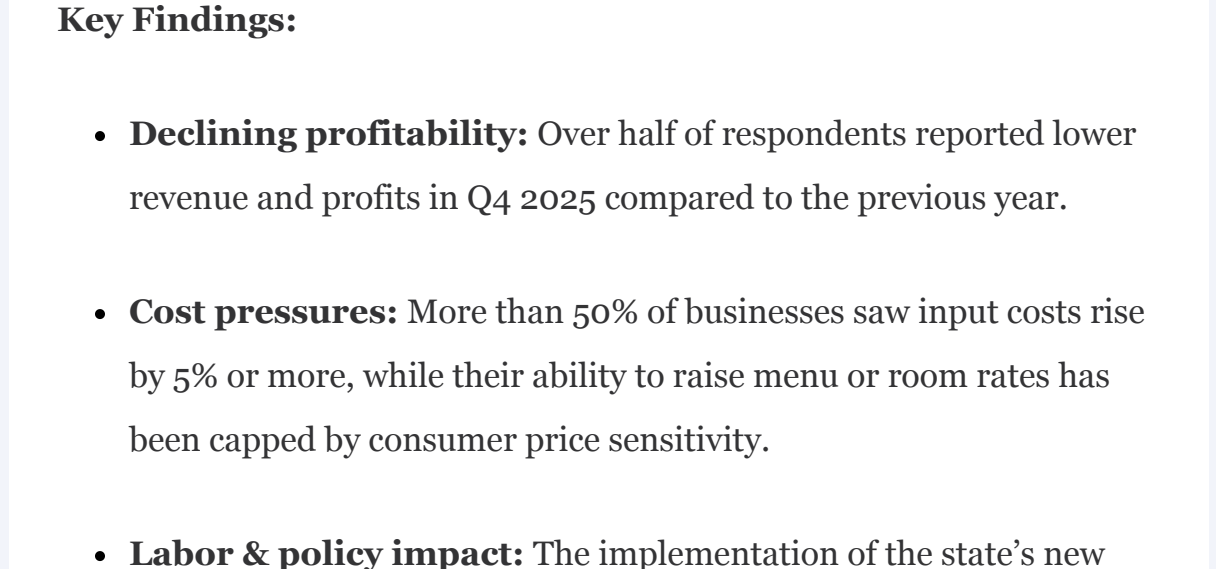 Key Findings:
• Declining profitability: Over half of respondents reported lower
revenue and profits in Q4 2025 compared to the previous year.
• Cost pressures: More than 50% of businesses saw input costs rise
by 5% or more, while their ability to raise menu or room rates has
been capped by consumer price sensitivity.
• Labor & policy impact: The implementation of the state’s new